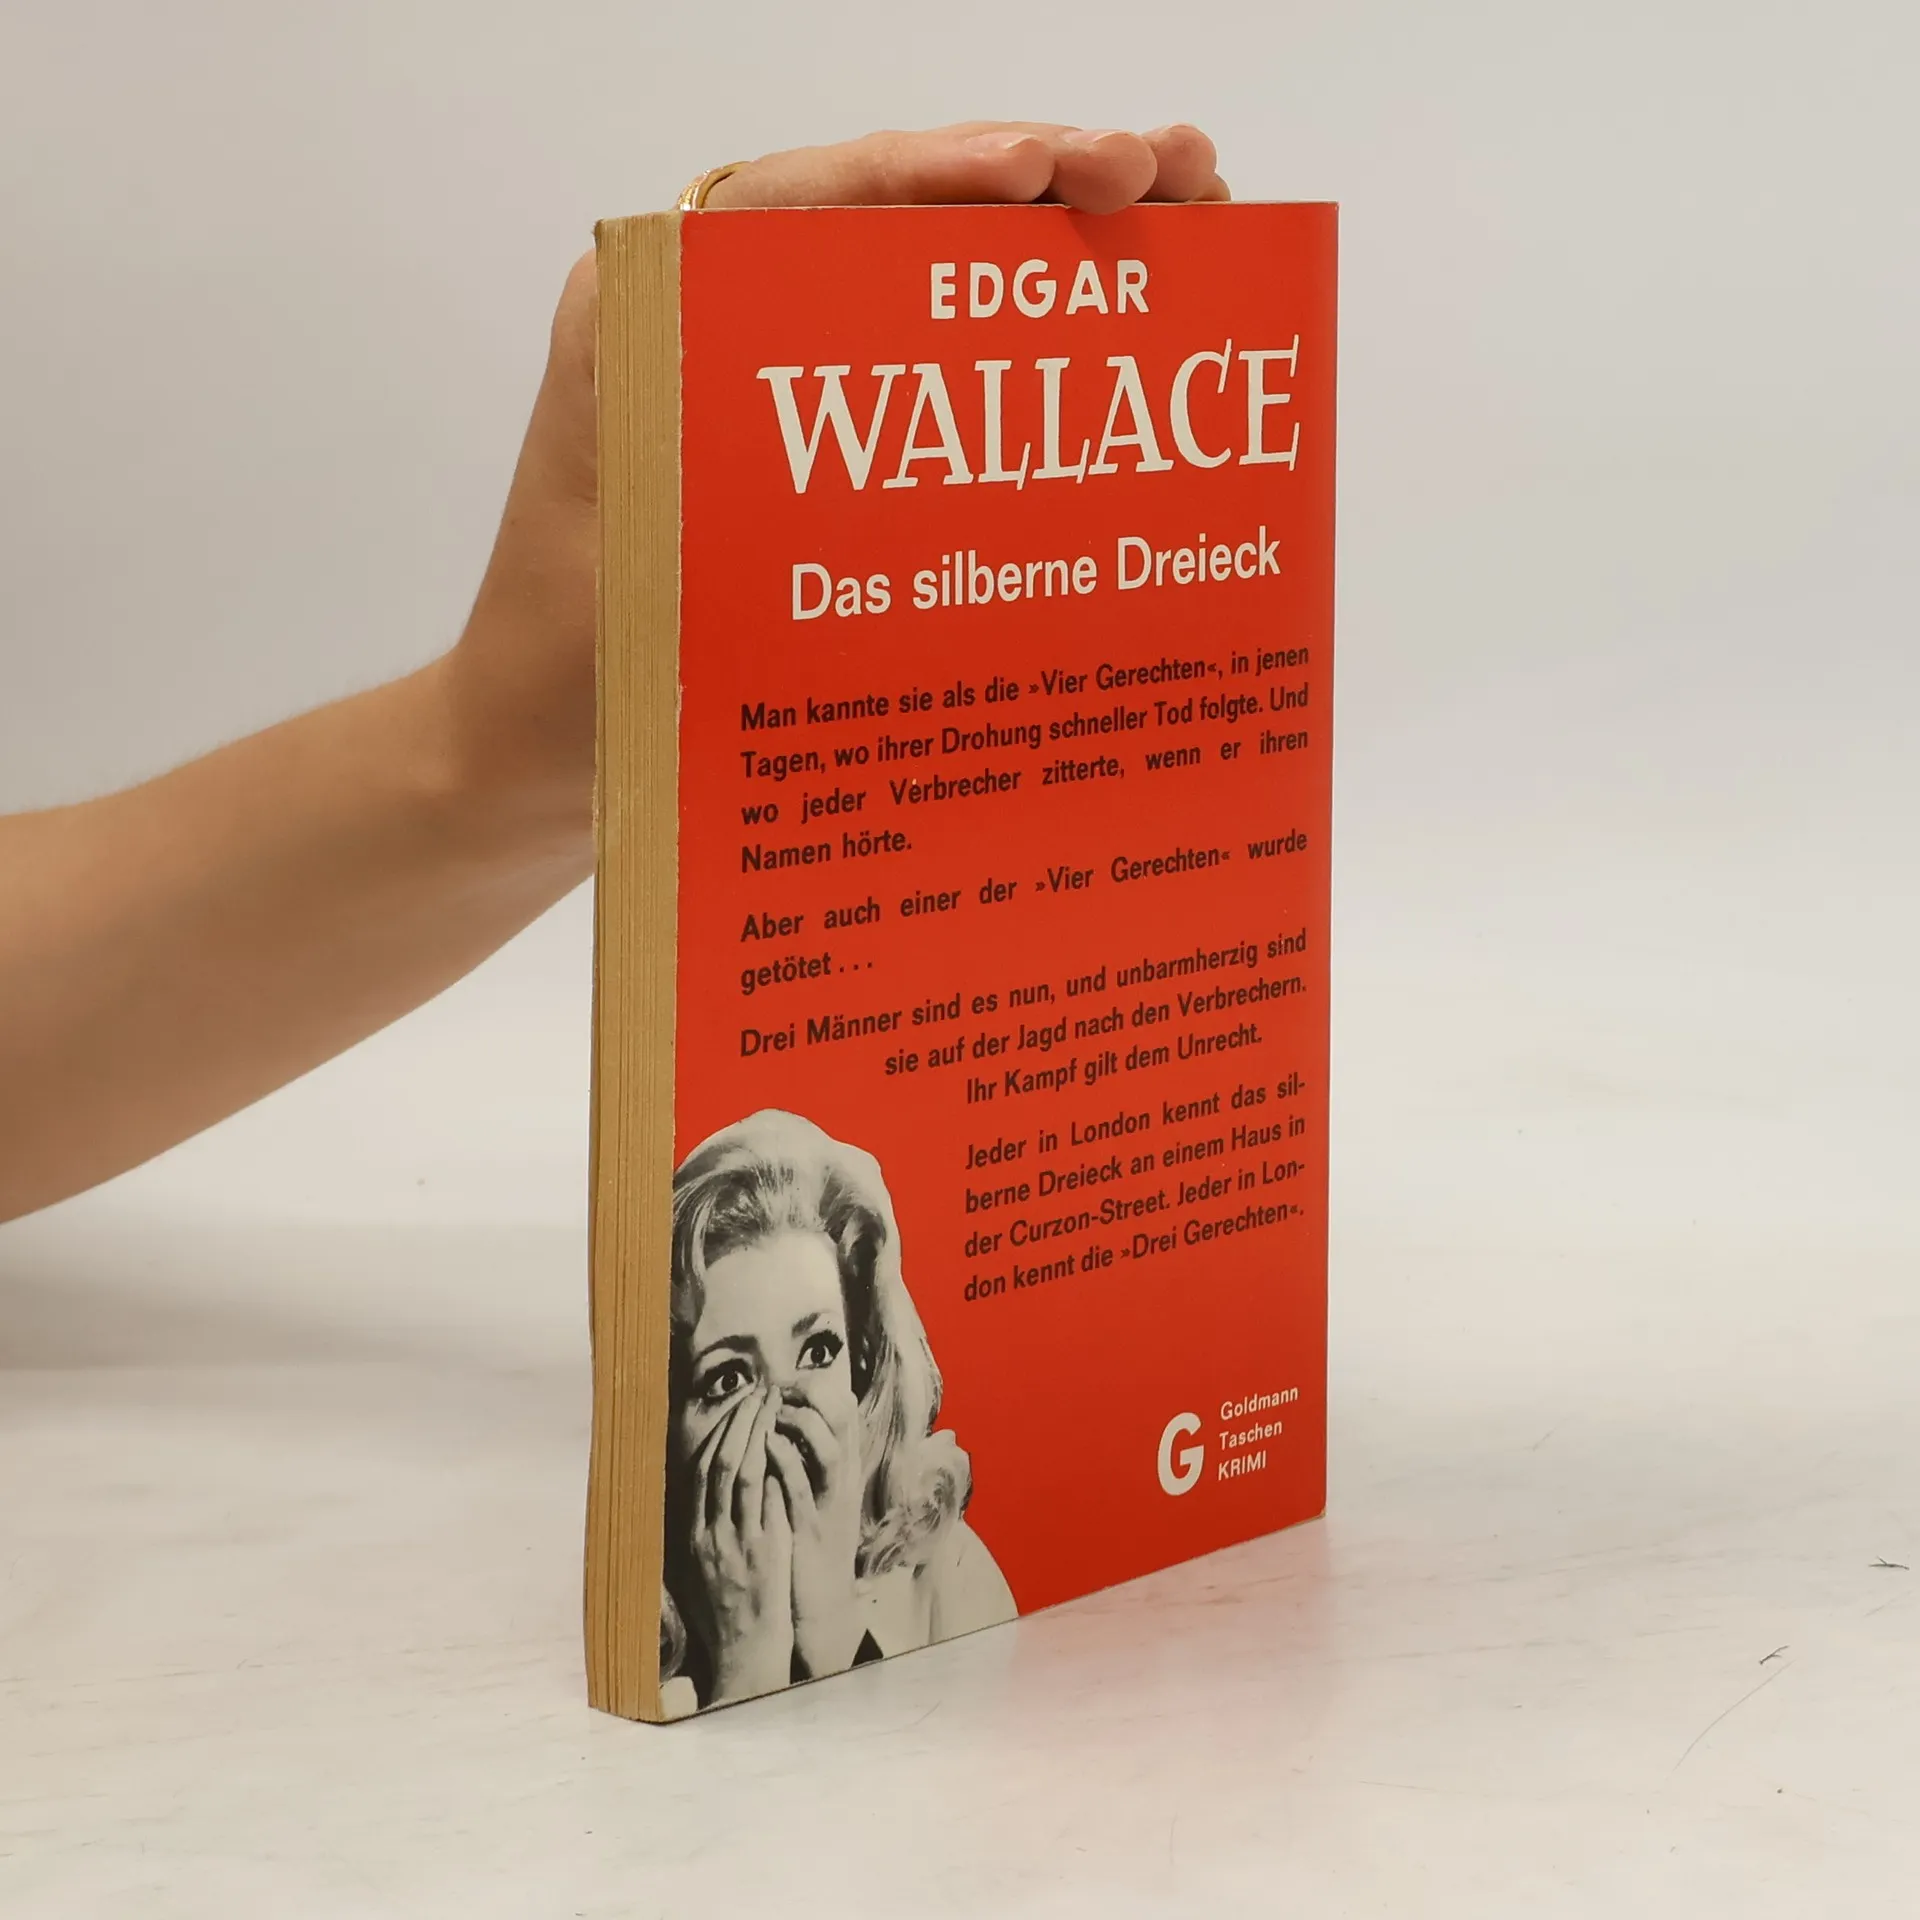 EDGAR
WALLACE
Das silberne Dreieck
Man kannte sie als die »Vier Gerechten«, in jenen
Tagen, wo ihrer Drohung schneller Tod folgte. Und
wo jeder Verbrecher zitterte, wenn er ihren
Namen hörte.
Aber auch einer der »Vier Gerechten« wurde
getötet . . .
Drei Männer sind es nun, und unbarmherzig sind
sie auf der Jagd nach den Verbrechern.
Ihr Kampf gilt dem Unrecht.
Jeder in London kennt das sil-
berne Dreieck an einem Haus in
der Curzon-Street. Jeder in Lon-
don kennt die »Drei Gerechten«.
G
Goldmann
Taschen
KRIMI